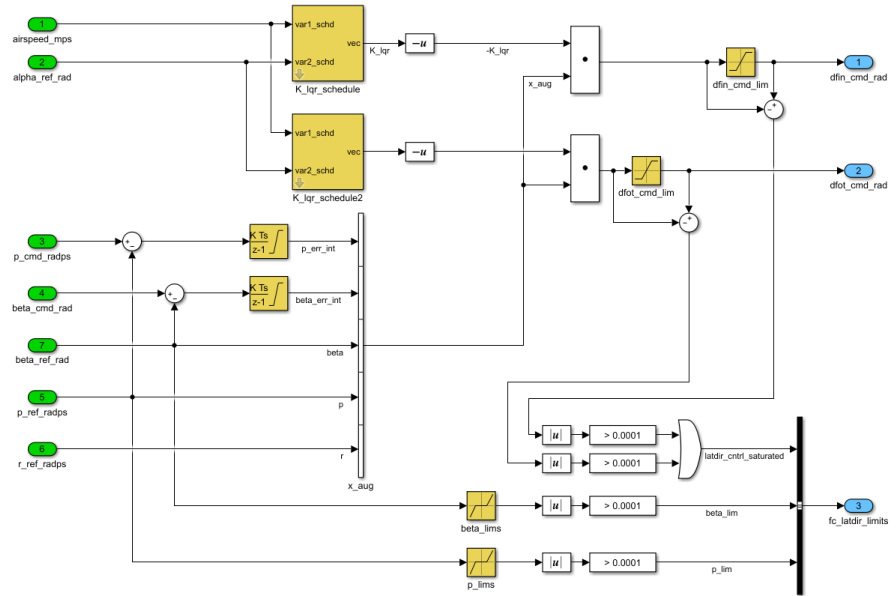 1
airspeed_mps
2
alpha_ref_rad
var1_schd
vec
var2_schd
K_lqr_schedule
K_lqr
-u
-K_lqr
x_aug
dfin_cmd_lim
1
dfin_cmd_rad
var1_schd
vec
var2_schd
K_lqr_schedule2
-u
dfot_cmd_lim
2
dfot_cmd_rad
3
p_cmd_radps
K Ts
z-1
p_err_int
4
beta_cmd_rad
K Ts
z-1
beta_err_int
7
beta_ref_rad
beta
5
p_ref_radps
p
6
r_ref_radps
r
x_aug
|u|
> 0.0001
|u|
> 0.0001
latdir_cntrl_saturated
beta_lims
|u|
> 0.0001
beta_lim
3
fc_latdir_limits
p_lims
|u|
> 0.0001
p_lim